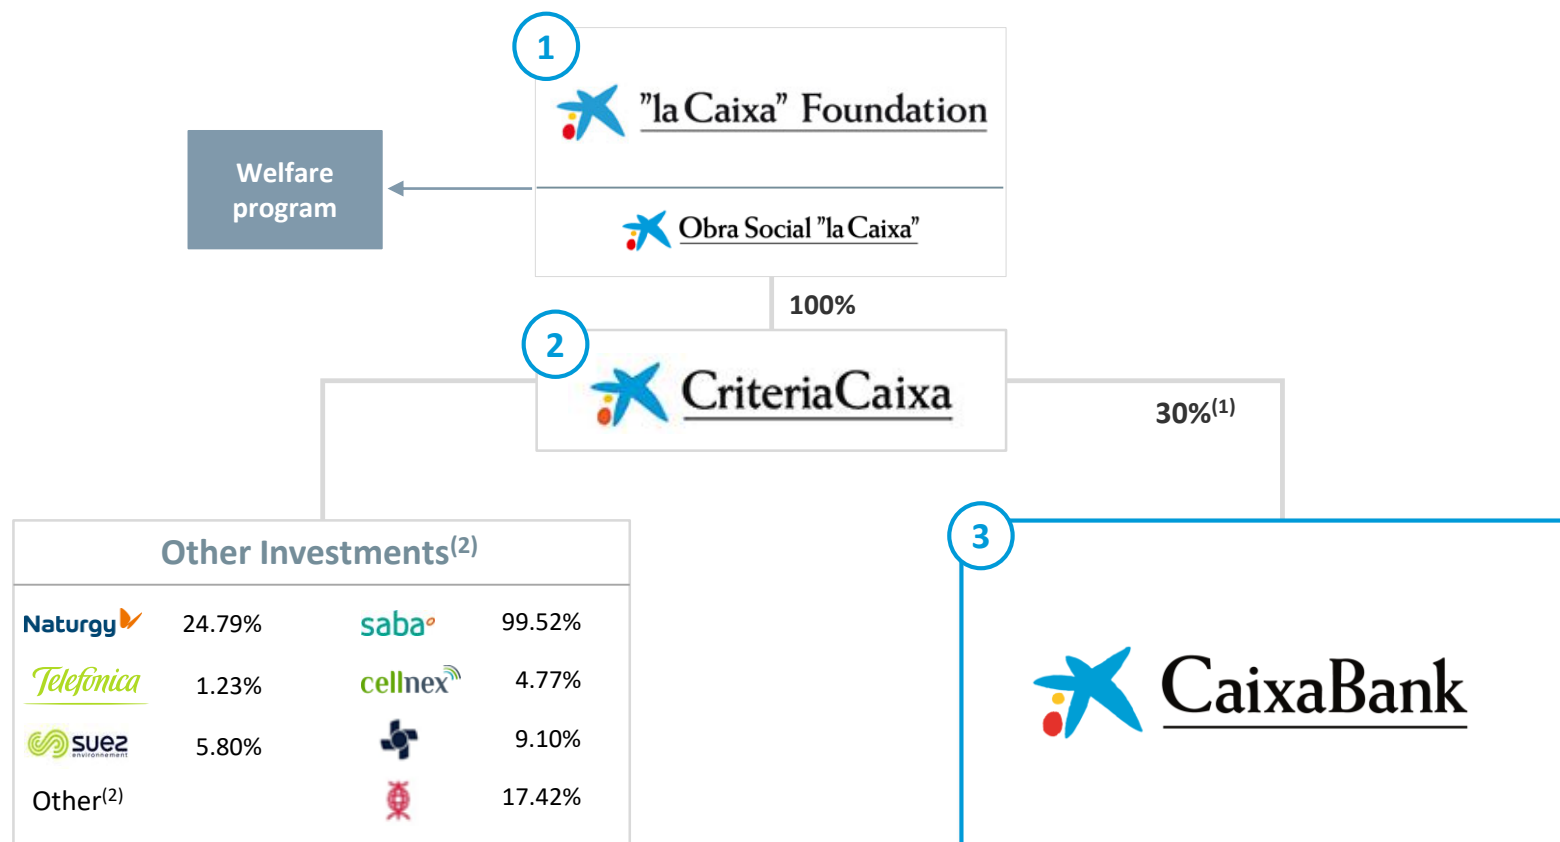 1
"la Caixa" Foundation
Welfare
program
Obra Social "la Caixa"
100%
2
CriteriaCaixa
30%(1)
Other Investments(2)
3
Naturgy 24.79% saba 99.52%
Telefónica 1.23% cellnex 4.77%
suez environnement 5.80% 9.10%
Other(2) 17.42%
CaixaBank